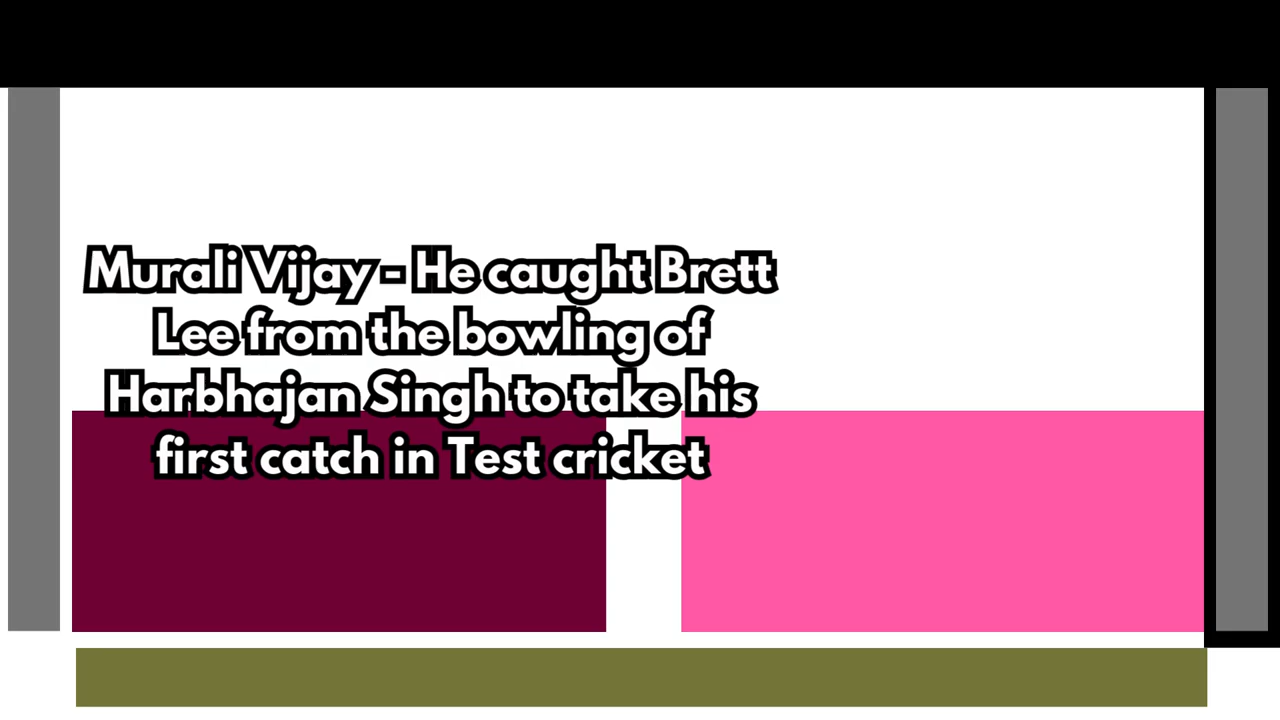 Murali Vijay - He caught Brett
Lee from the bowling of
Harbhajan Singh to take his
first catch in Test cricket